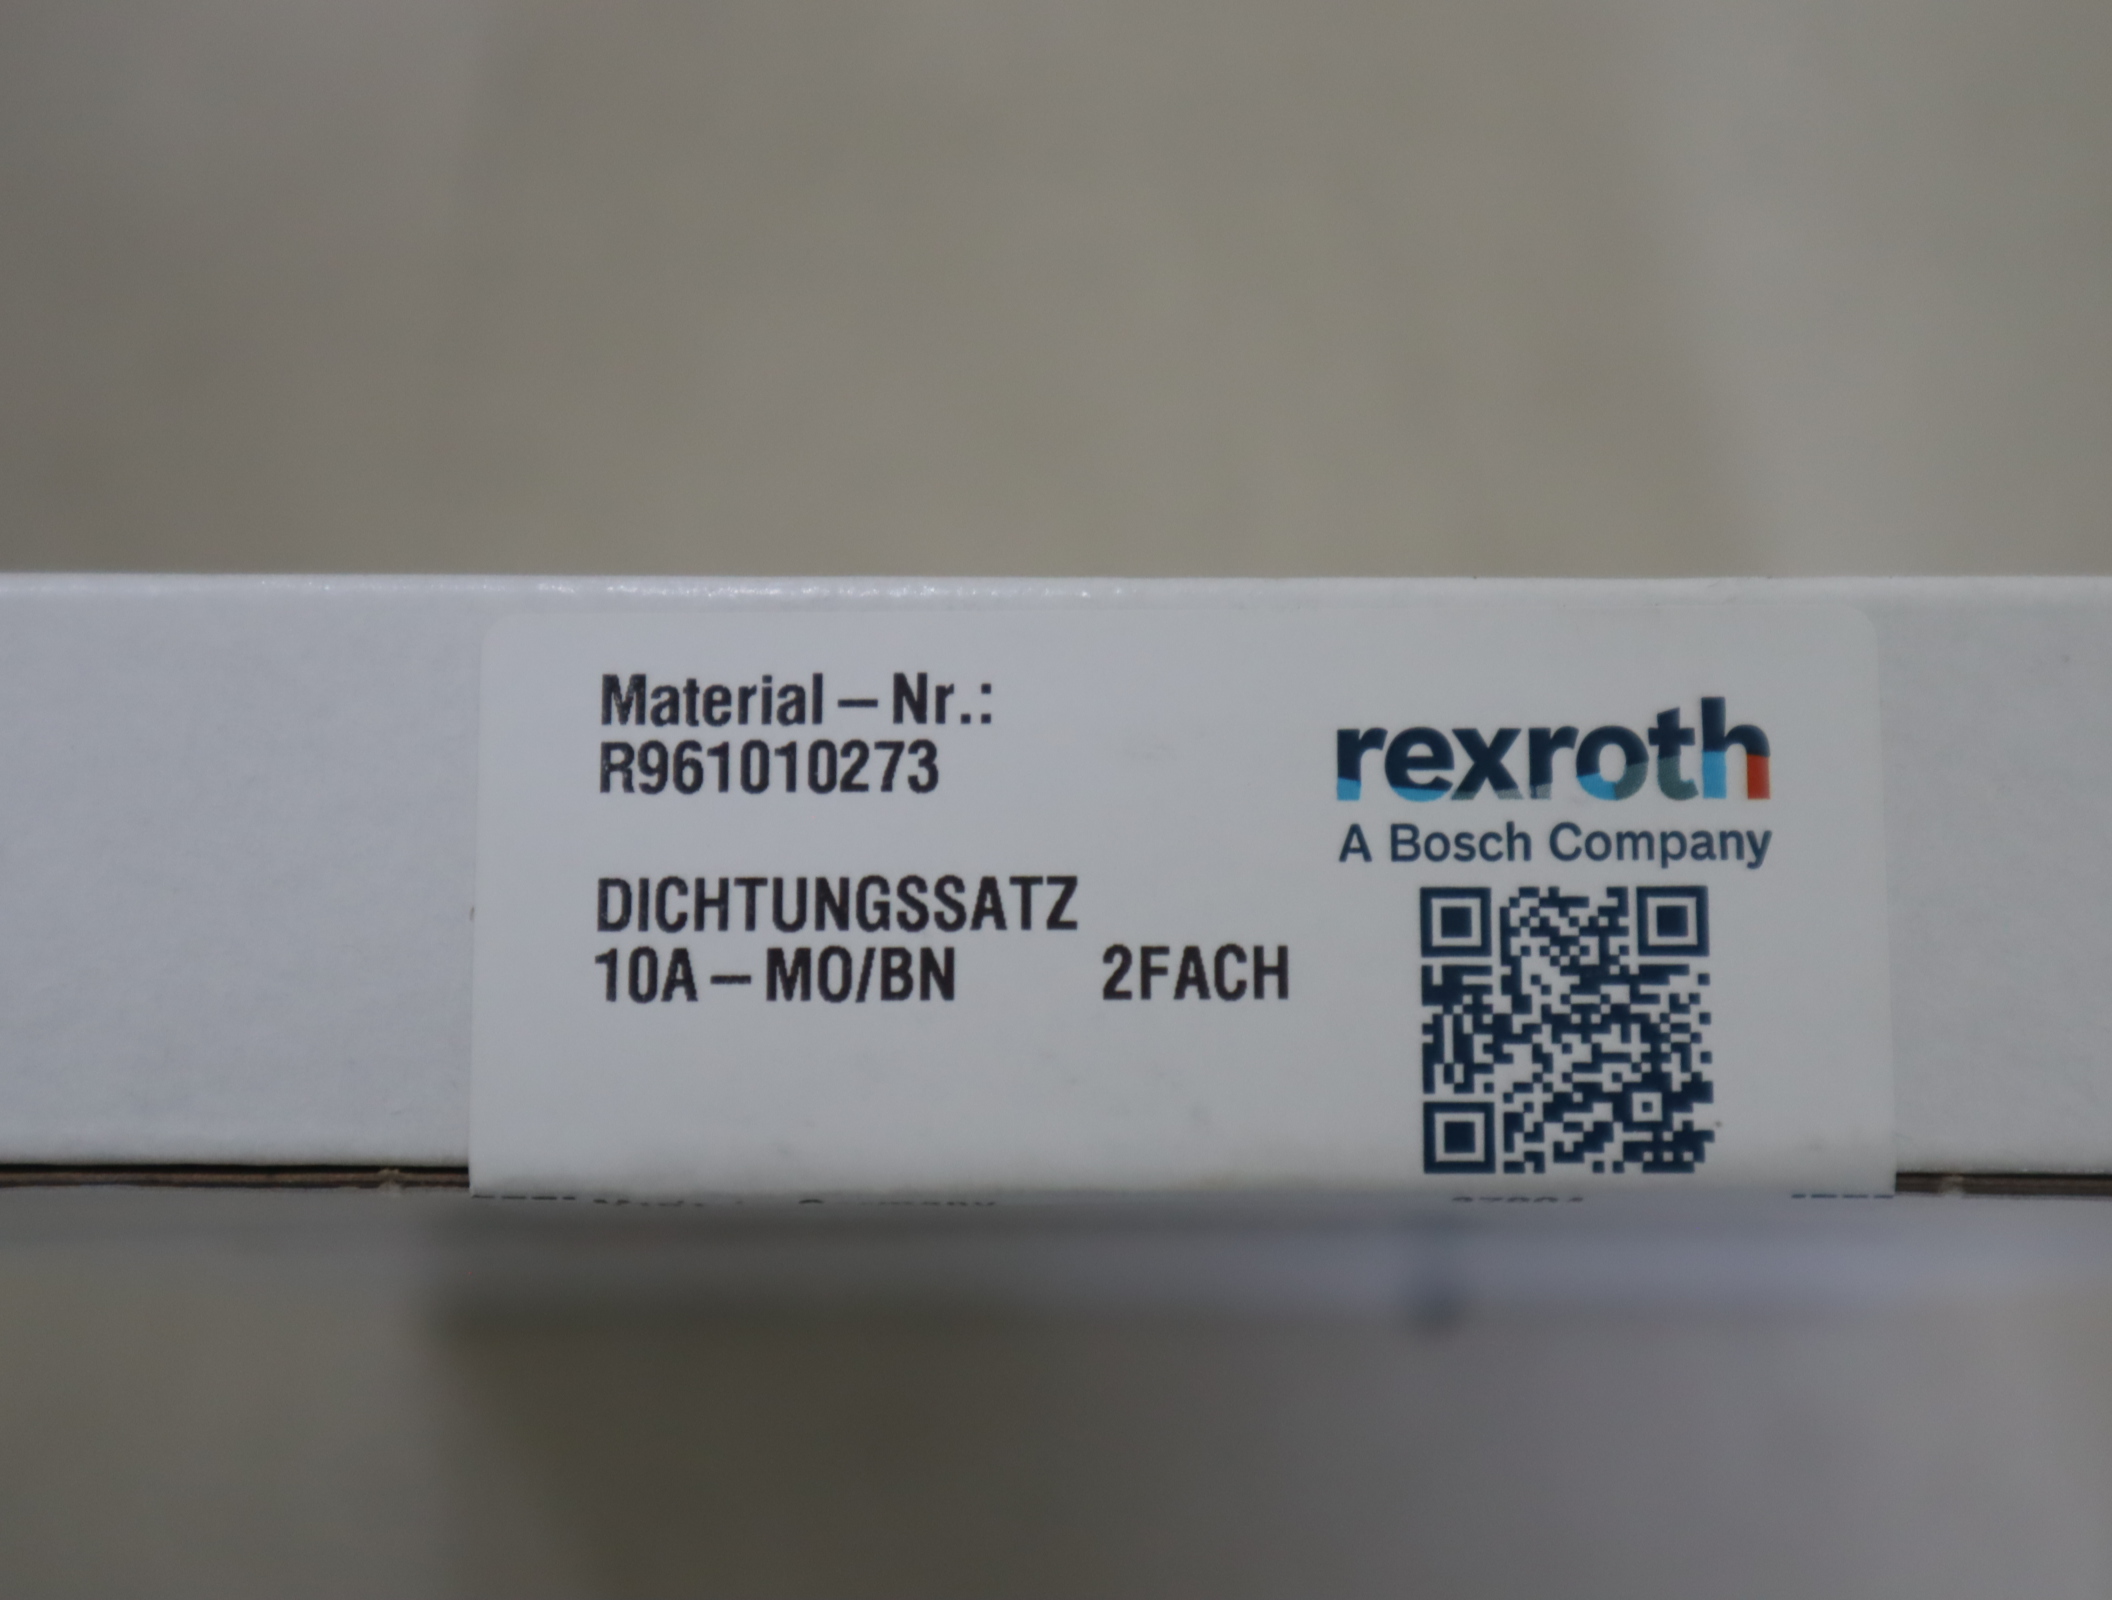 Material – Nr.:
R961010273
rexroth
A Bosch Company
DICHTUNGSSATZ
10A – MO/BN 2FACH